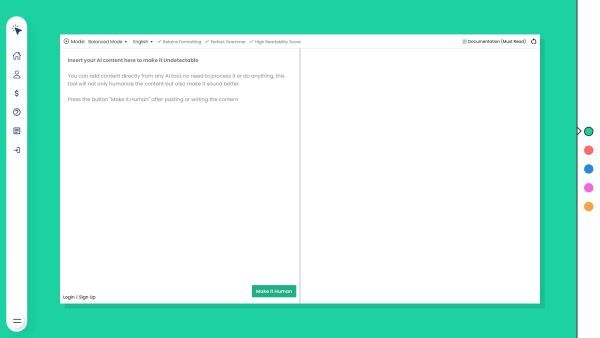 Mode: Balanced Mode English Retains Formatting Perfect Grammar High Readability Score Documentation (Must Read)
Insert your AI content here to make it Undetectable
You can add content directly from any AI tool, no need to process it or do anything, this
tool will not only humanize the content but also make it sound better.
Press the button "Make it Human" after pasting or writing the content.
Make it Human
Login | Sign Up